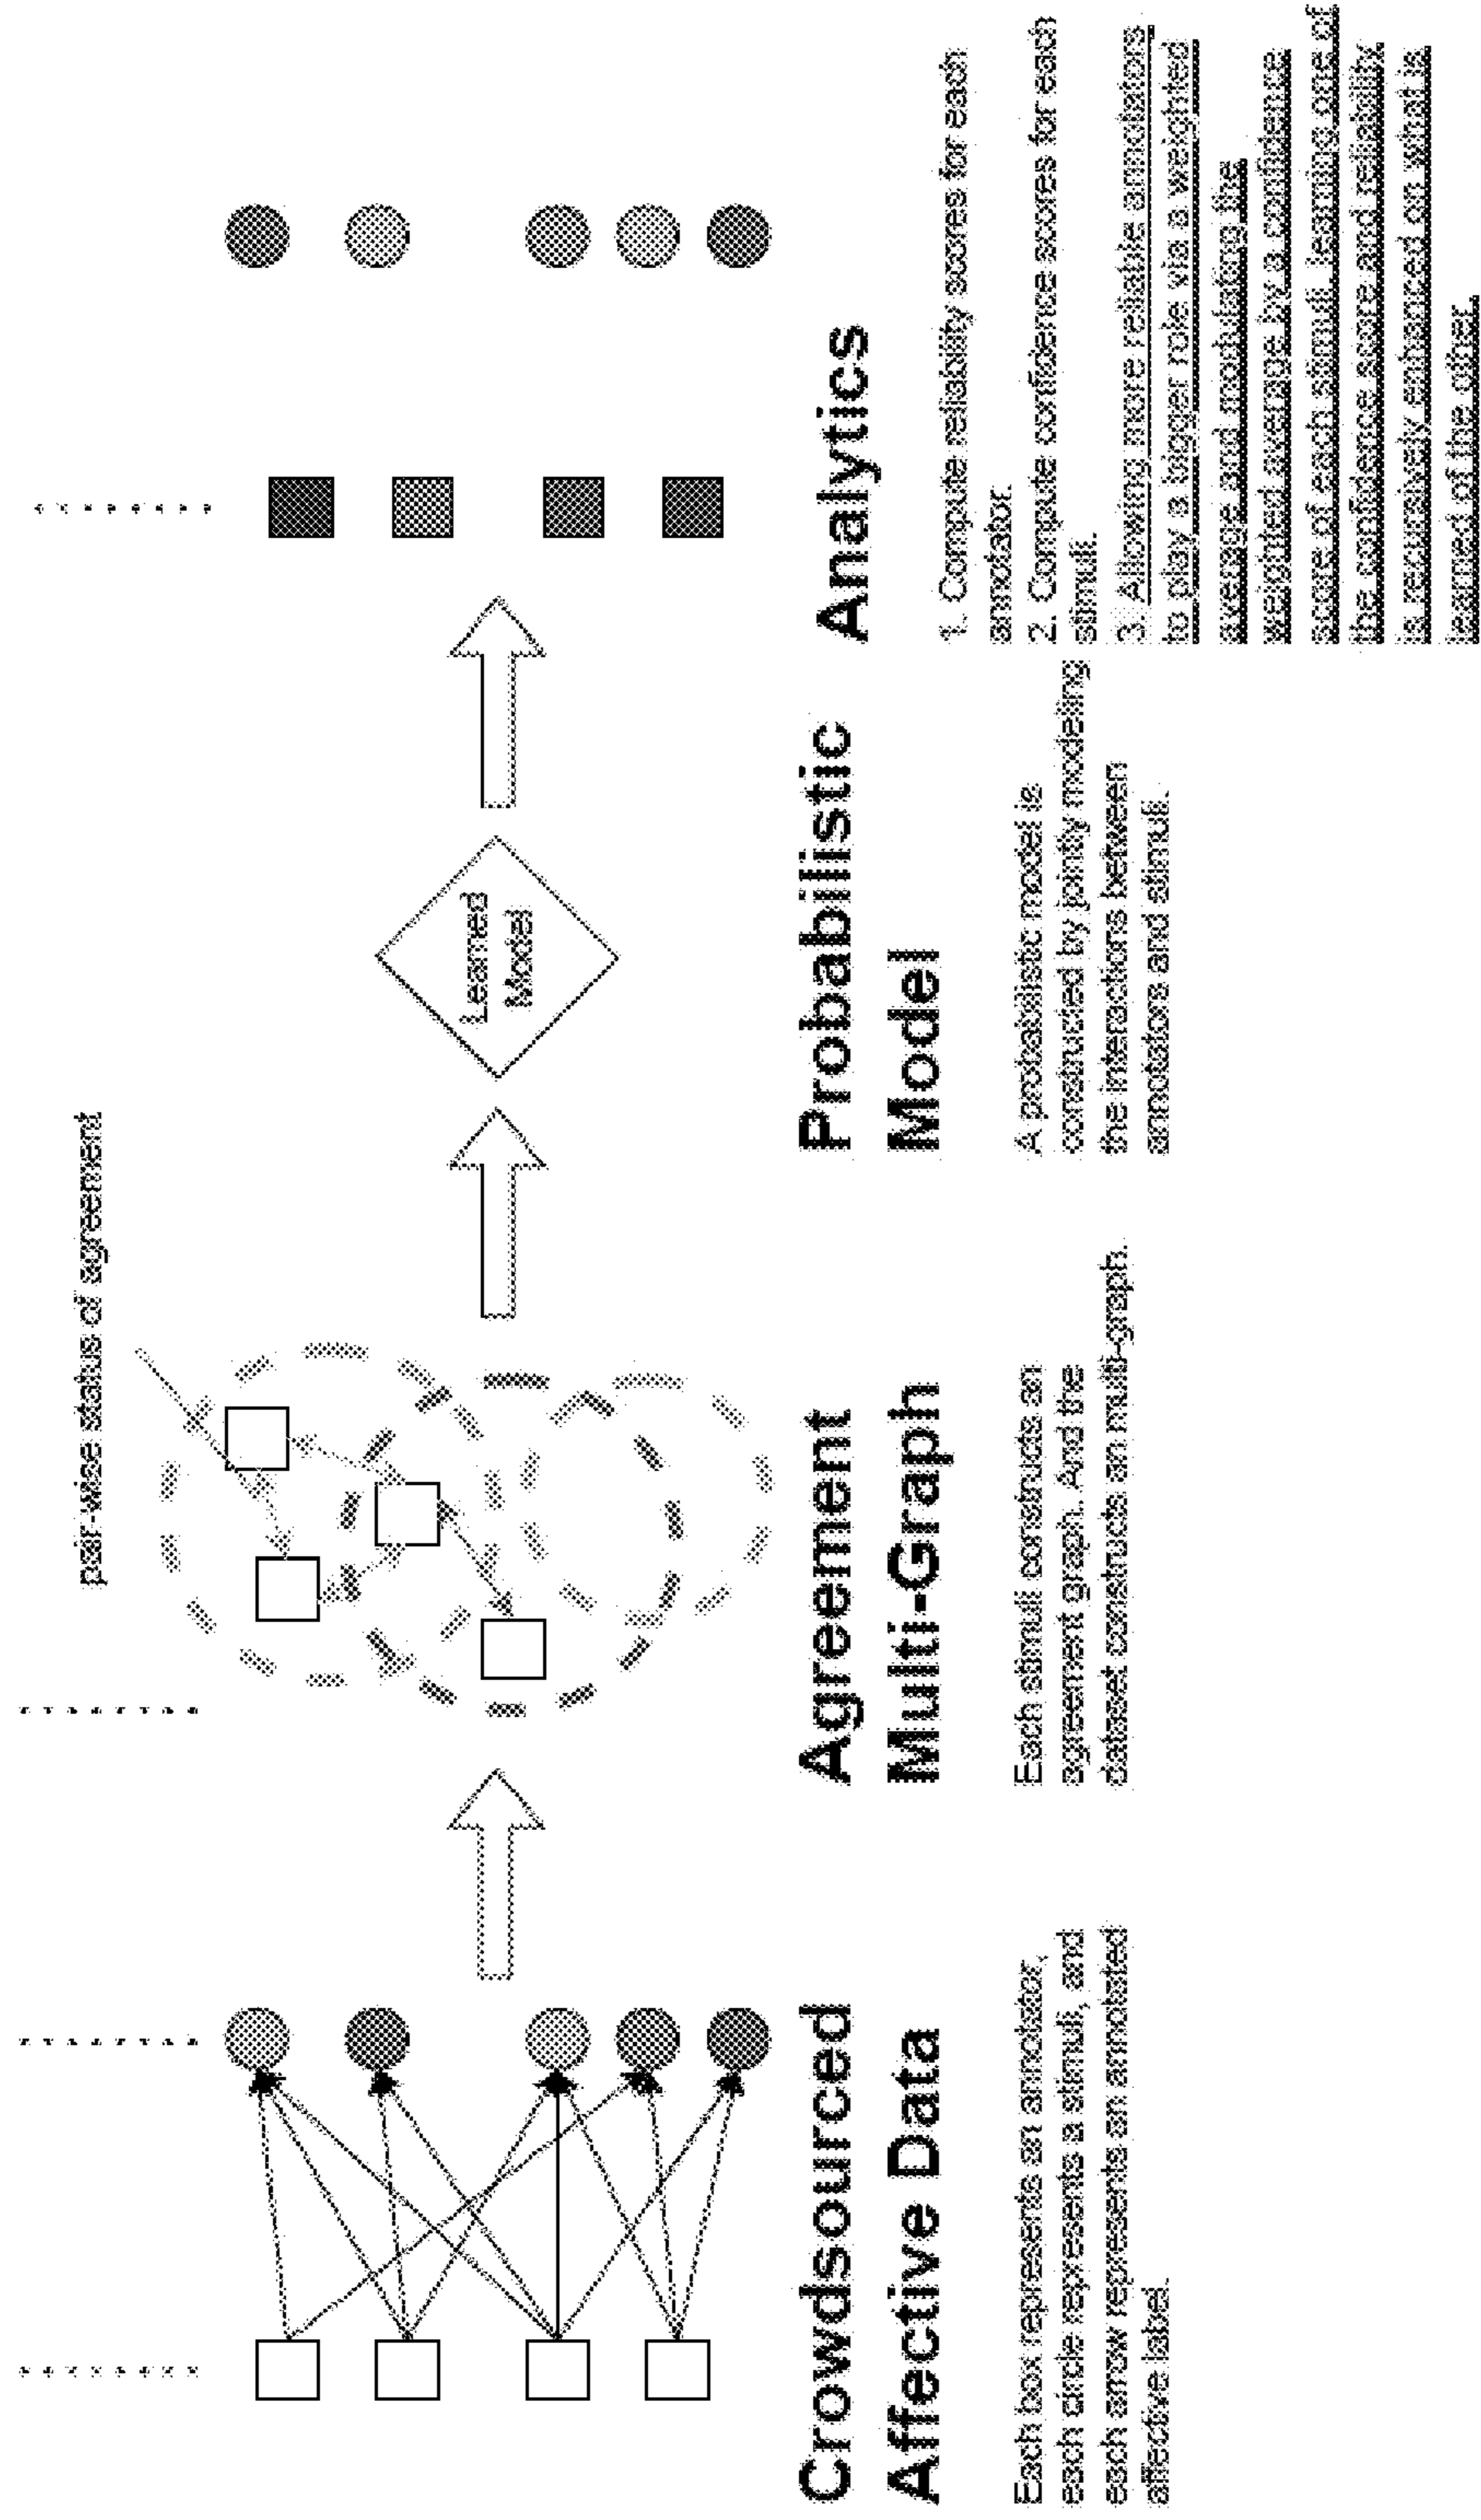 pair-wise status of agreement
Learned
Model
Crowdsourced
Affective Data
Each box represents an annotator,
each circle represents a stimuli, and
each arrow represents an annotated
affective label.
Agreement
Multi-Graph
Each stimuli constructs an
agreement graph. And the
dataset constructs an multi-graph.
Probabilistic
Model
A probabilistic model is
constructed by jointly modeling
the interactions between
annotators and stimuli.
Analytics
1. Compute reliability scores for each
annotator.
2. Compute confidence scores for each
stimuli.
3. Allowing more reliable annotators
to play a bigger role via a weighted
average and modulating the
weighted average by a confidence
score of each stimuli, learning one of
the confidence score and reliability
is recursively enhanced on what is
learned of the other.